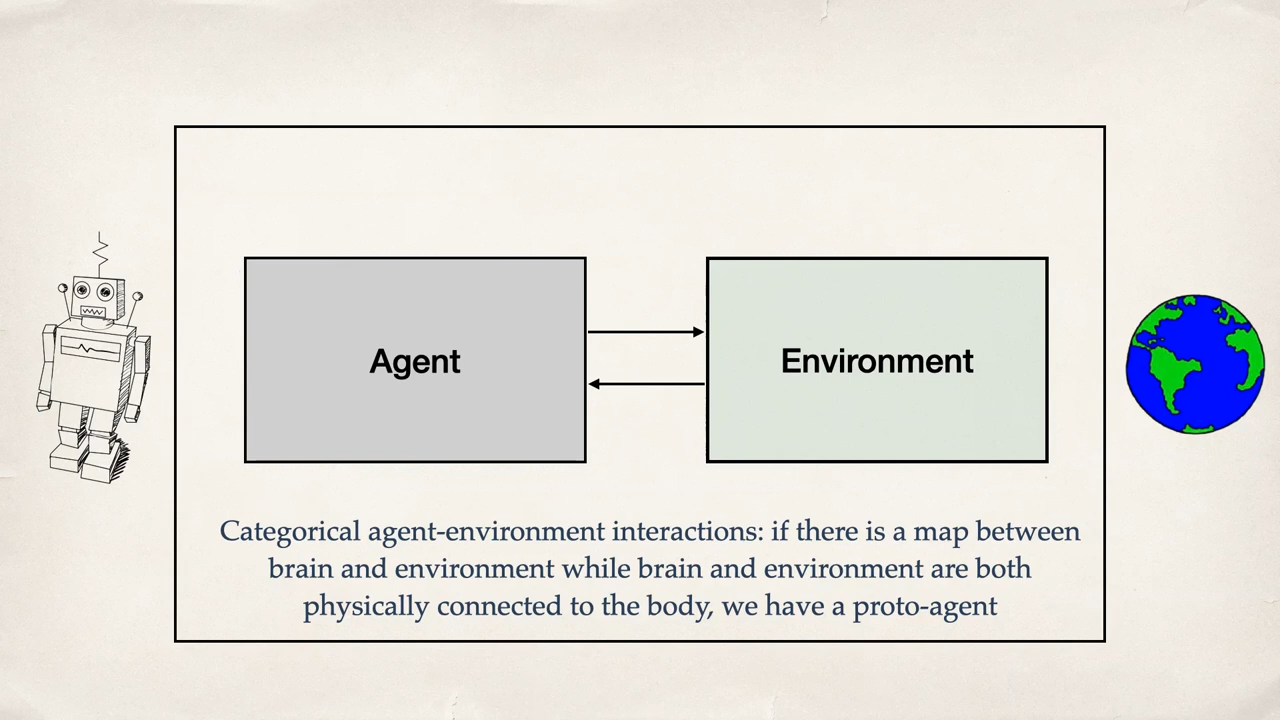 Agent
Environment
Categorical agent-environment interactions: if there is a map between
brain and environment while brain and environment are both
physically connected to the body, we have a proto-agent